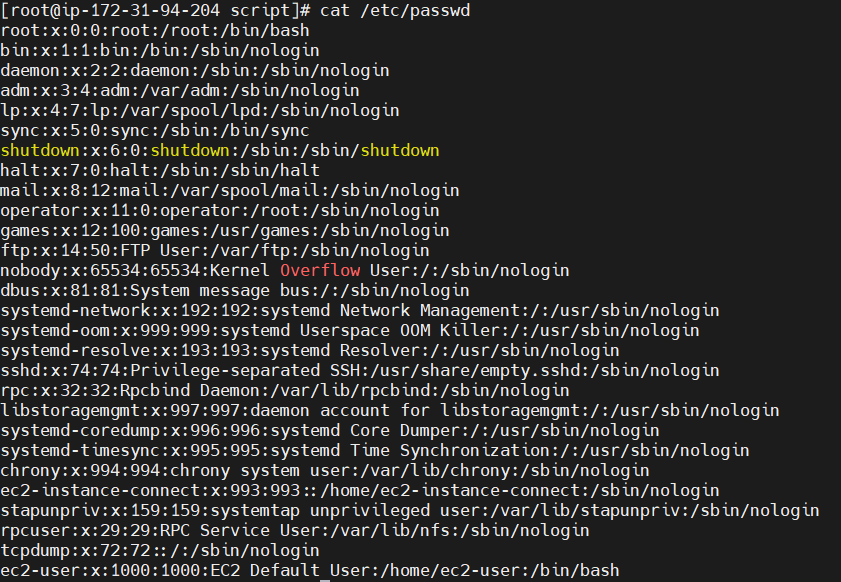 [root@ip-172-31-94-204 script]# cat /etc/passwd
root:x:0:0:root:/root:/bin/bash
bin:x:1:1:bin:/bin:/sbin/nologin
daemon:x:2:2:daemon:/sbin:/sbin/nologin
adm:x:3:4:adm:/var/adm:/sbin/nologin
lp:x:4:7:lp:/var/spool/lpd:/sbin/nologin
sync:x:5:0:sync:/sbin:/bin/sync
shutdown:x:6:0:shutdown:/sbin:/sbin/shutdown
halt:x:7:0:halt:/sbin:/sbin/halt
mail:x:8:12:mail:/var/spool/mail:/sbin/nologin
operator:x:11:0:operator:/root:/sbin/nologin
games:x:12:100:games:/usr/games:/sbin/nologin
ftp:x:14:50:FTP User:/var/ftp:/sbin/nologin
nobody:x:65534:65534:Kernel Overflow User:/:/sbin/nologin
dbus:x:81:81:System message bus:/:/sbin/nologin
systemd-network:x:192:192:systemd Network Management:/:/usr/sbin/nologin
systemd-oom:x:999:999:systemd Userspace OOM Killer:/:/usr/sbin/nologin
systemd-resolve:x:193:193:systemd Resolver:/:/usr/sbin/nologin
sshd:x:74:74:Privilege-separated SSH:/usr/share/empty.sshd:/sbin/nologin
rpc:x:32:32:Rpcbind Daemon:/var/lib/rpcbind:/sbin/nologin
libstoragemgmt:x:997:997:daemon account for libstoragemgmt:/:/usr/sbin/nologin
systemd-coredump:x:996:996:systemd Core Dumper:/:/usr/sbin/nologin
systemd-timesync:x:995:995:systemd Time Synchronization:/:/usr/sbin/nologin
chrony:x:994:994:chrony system user:/var/lib/chrony:/sbin/nologin
ec2-instance-connect:x:993:993::/home/ec2-instance-connect:/sbin/nologin
stapunpriv:x:159:159:systemtap unprivileged user:/var/lib/stapunpriv:/sbin/nologin
rpcuser:x:29:29:RPC Service User:/var/lib/nfs:/sbin/nologin
tcpdump:x:72:72::/:/sbin/nologin
ec2-user:x:1000:1000:EC2 Default User:/home/ec2-user:/bin/bash